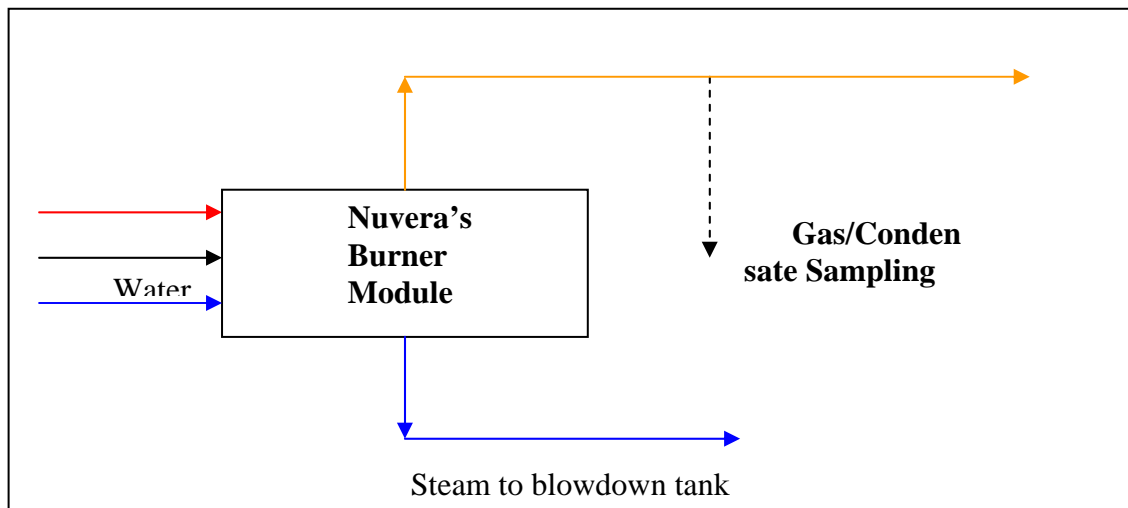 Nuvera’s
Burner
Module
Gas/Conden
sate Sampling
Water
Steam to blowdown tank